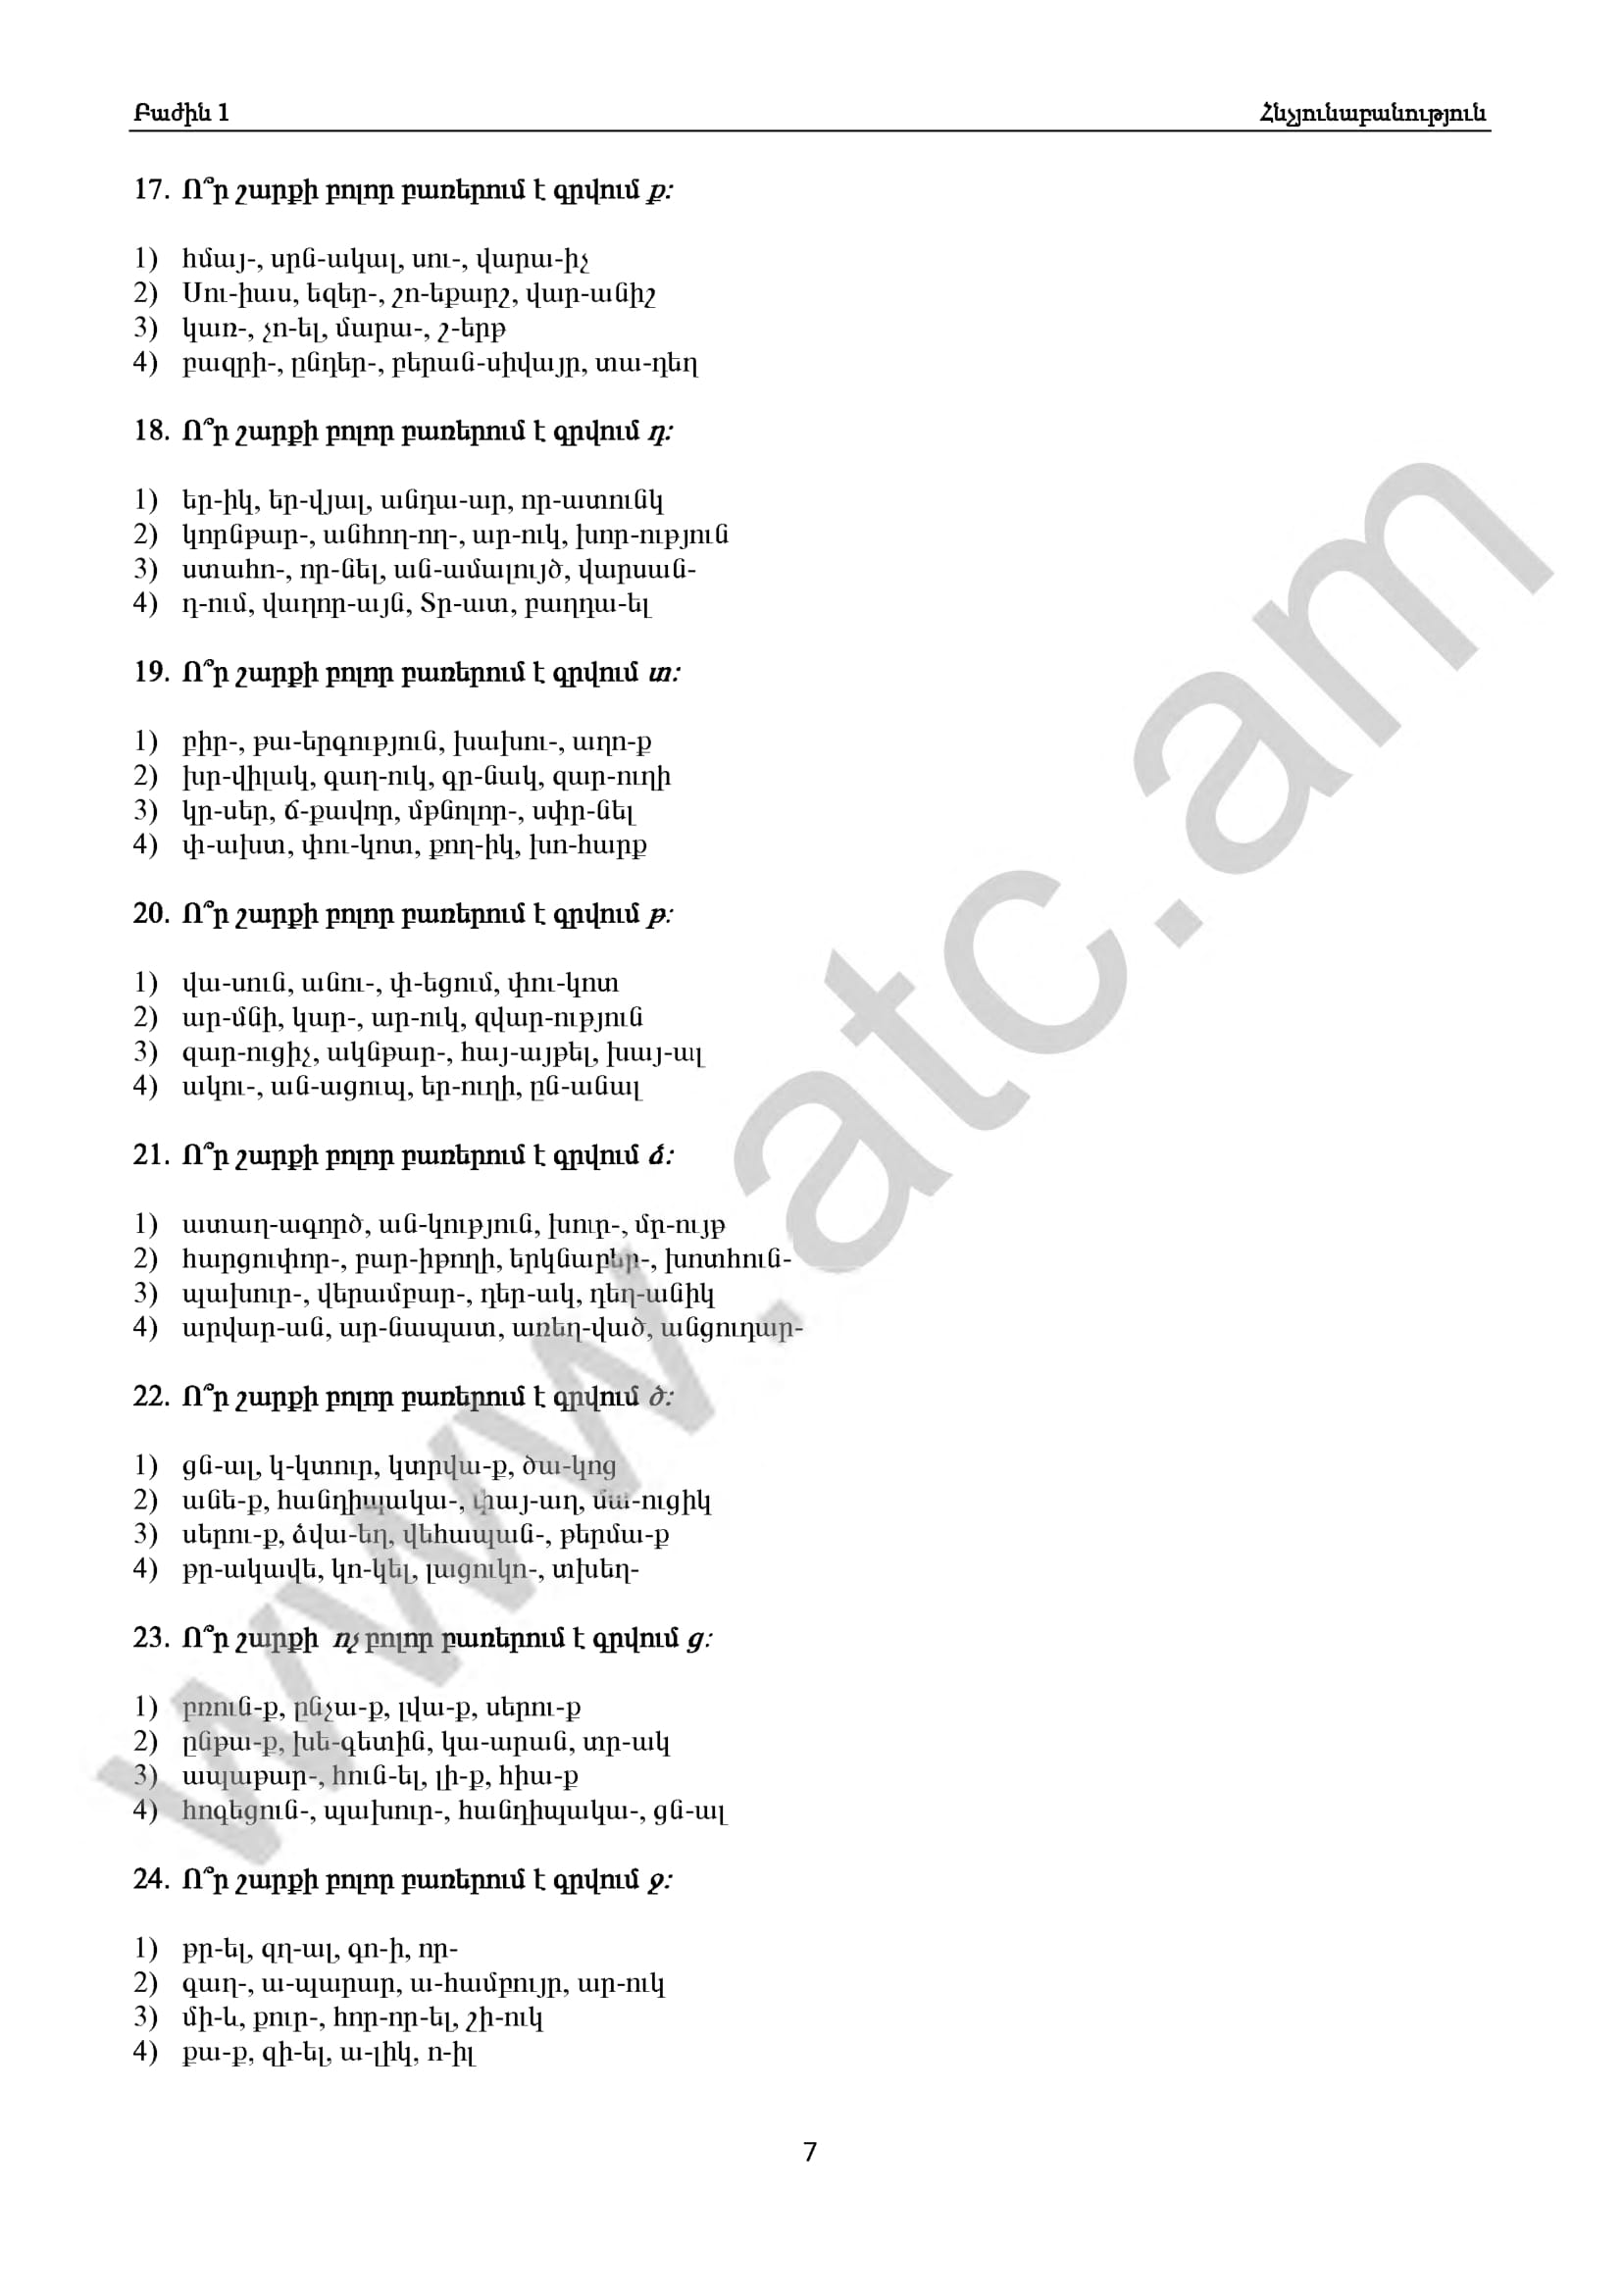 Բաժին 1 Հնչյունաբանություն
17. Ո՞ր շարքի բոլոր բառերում է գրվում ք:
1) հմայ-, սրն-ակալ, սու-, վարա-իչ
2) Սու-իաս, եզեր-, շո-եքարշ, վար-անիշ
3) կառ-, չո-ել, մարա-, շ-երթ
4) բազրի-, ընդեր-, բերան-սիվայր, տա-դեղ
18. Ո՞ր շարքի բոլոր բառերում է գրվում դ:
1) եր-իկ, եր-վյալ, անդա-ար, որ-ատունկ
2) կորնթար-, անհող-ող-, ար-ուկ, խոր-ություն
3) ստահո-, որ-նել, ան-ամալույծ, վարսան-
4) դ-ում, վաղոր-այն, Տր-ատ, բաղդա-ել
19. Ո՞ր շարքի բոլոր բառերում է գրվում տ:
1) բիր-, թա-երգություն, խախու-, աղո-ք
2) խր-վիլակ, գաղ-ուկ, գր-նակ, զար-ուղի
3) կր-սեր, ճ-քավոր, մթնոլոր-, սփր-նել
4) փ-ախտ, փու-կոտ, քող-իկ, խո-հարք
20. Ո՞ր շարքի բոլոր բառերում է գրվում թ:
1) վա-սուն, անու-, փ-եցում, փու-կոտ
2) ար-մնի, կար-, ար-ուկ, զվար-ություն
3) զար-ուցիչ, ակնթար-, հայ-այթել, խայ-ալ
4) ակու-, ան-ացուպ, եր-ուղի, ըն-անալ
21. Ո՞ր շարքի բոլոր բառերում է գրվում ձ:
1) ատաղ-ագործ, ան-կություն, խուր-, մր-ույթ
2) հարցուփոր-, բար-իթողի, երկնաբեր-, խոտհուն-
3) պախուր-, վերամբար-, դեր-ակ, դեղ-անիկ
4) արվար-ան, ար-նապատ, առեղ-ված, անցուդար-
22. Ո՞ր շարքի բոլոր բառերում է գրվում ծ:
1) ցն-ալ, կ-կտուր, կտրվա-ք, ծա-կոց
2) անե-ք, հանդիպակա-, փայ-աղ, մա-ուցիկ
3) սերու-ք, ձվա-եղ, վեհապան-, թերմա-ք
4) թր-ակավե, կո-կել, լացուկո-, տխեղ-
23. Ո՞ր շարքի ոչ բոլոր բառերում է գրվում ց:
1) բռուն-ք, ընչա-ք, լվա-ք, սերու-ք
2) ընթա-ք, խե-գետին, կա-արան, տր-ակ
3) ապաթար-, հուն-ել, լի-ք, հիա-ք
4) հոգեցուն-, պախուր-, հանդիպակա-, ցն-ալ
24. Ո՞ր շարքի բոլոր բառերում է գրվում ջ:
1) թր-ել, զղ-ալ, գո-ի, որ-
2) գաղ-, ա-պարար, ա-համբույր, ար-ուկ
3) մի-և, քուր-, հոր-որ-ել, շի-ուկ
4) քա-ք, զի-ել, ա-լիկ, ո-իլ
7
www.atc.am